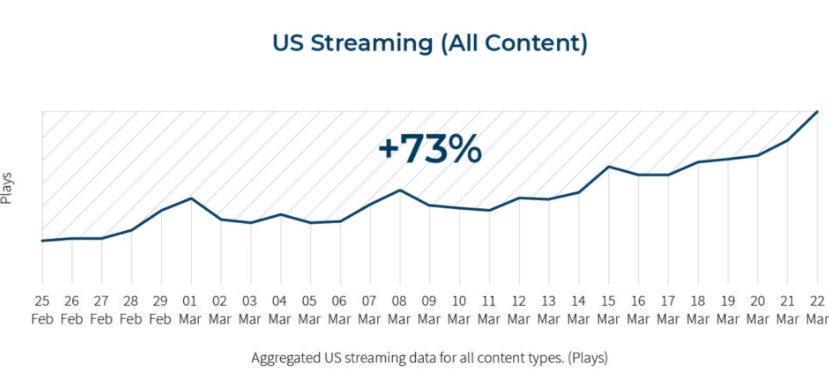 US Streaming (All Content)
+73%
Plays
25 26 27 28 29 01 02 03 04 05 06 07 08 09 10 11 12 13 14 15 16 17 18 19 20 21 22
Feb Feb Feb Feb Feb Mar Mar Mar Mar Mar Mar Mar Mar Mar Mar Mar Mar Mar Mar Mar Mar Mar Mar Mar Mar Mar Mar
Aggregated US streaming data for all content types. (Plays)